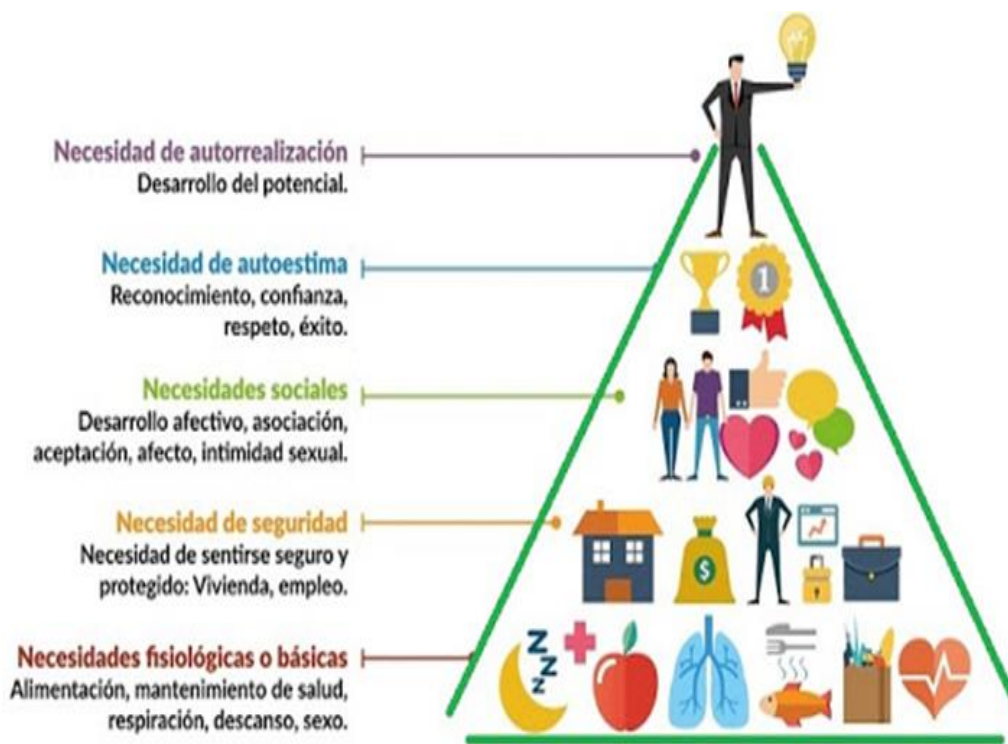 Necesidad de autorrealización
Desarrollo del potencial.
Necesidad de autoestima
Reconocimiento, confianza,
respeto, éxito.
1
Necesidades sociales
Desarrollo afectivo, asociación,
aceptación, afecto, intimidad sexual.
Necesidad de seguridad
Necesidad de sentirse seguro y
protegido: Vivienda, empleo.
$
Necesidades fisiológicas o básicas
Alimentación, mantenimiento de salud,
respiración, descanso, sexo.
Z
Z
Z